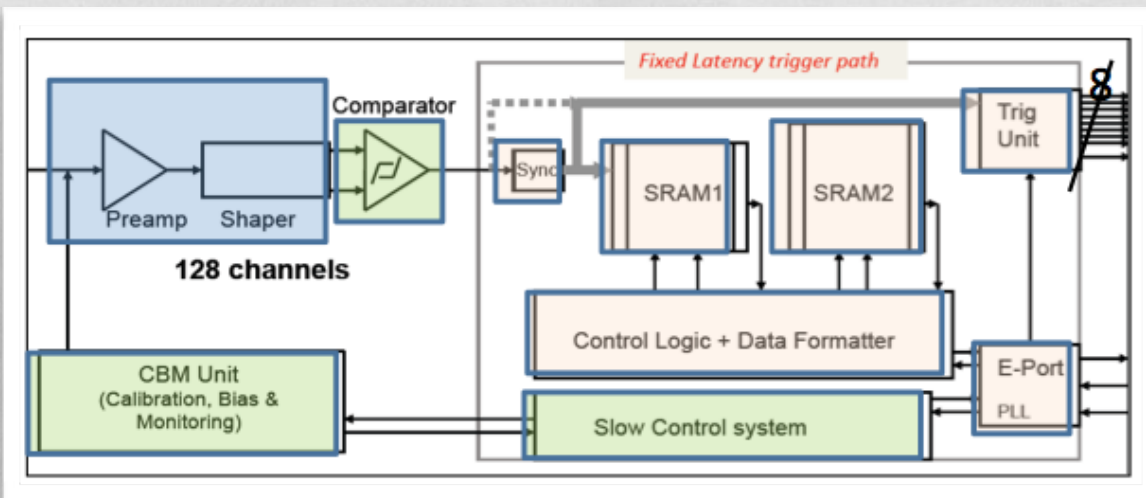 Fixed Latency trigger path
8
Comparator
Trig
Unit
Sync
SRAM1
SRAM2
Preamp
Shaper
128 channels
Control Logic + Data Formatter
CBM Unit
(Calibration, Bias &
Monitoring)
E-Port
PLL
Slow Control system